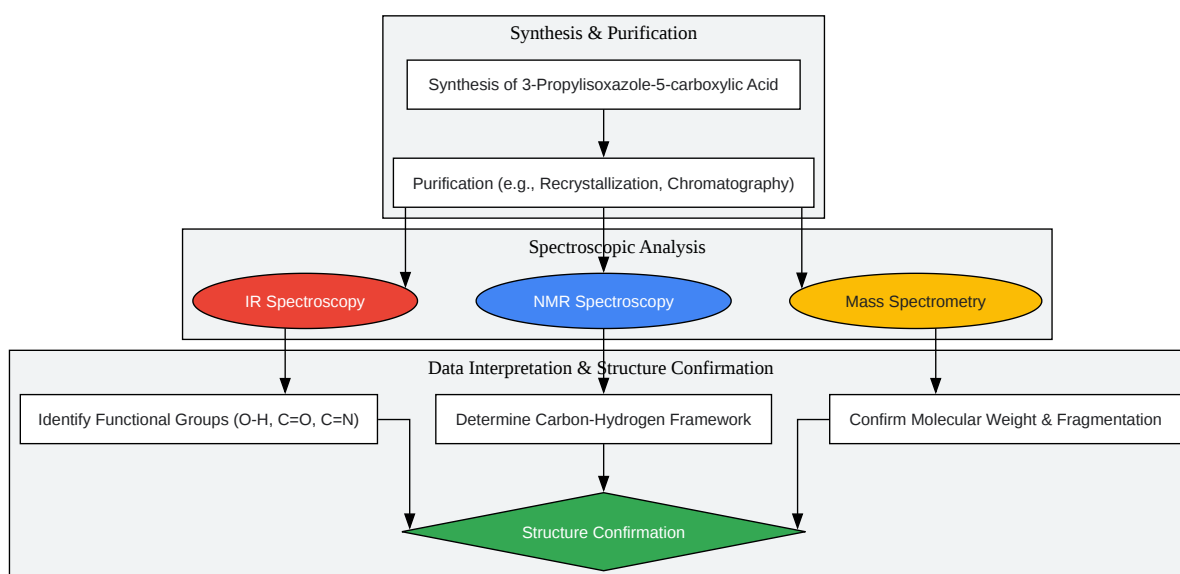 Synthesis & Purification
Synthesis of 3-Propylisoxazole-5-carboxylic Acid
Purification (e.g., Recrystallization, Chromatography)
Spectroscopic Analysis
IR Spectroscopy
NMR Spectroscopy
Mass Spectrometry
Data Interpretation & Structure Confirmation
Identify Functional Groups (O-H, C=O, C=N)
Determine Carbon-Hydrogen Framework
Confirm Molecular Weight & Fragmentation
Structure Confirmation